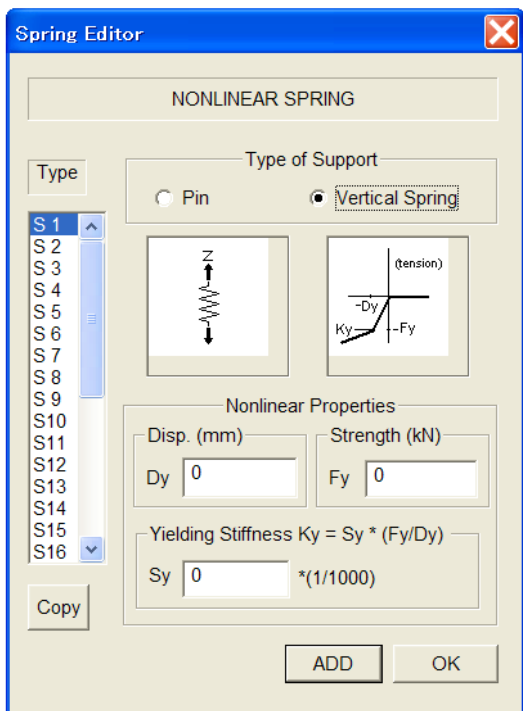 Spring Editor
NONLINEAR SPRING
Type
Type of Support
Pin
Vertical Spring
S 1
S 2
S 3
S 4
S 5
S 6
S 7
S 8
S 9
S10
S11
S12
S13
S14
S15
S16
Copy
Z
(tension)
-Dy
Ky
-Fy
Nonlinear Properties
Disp. (mm)
Strength (kN)
Dy 0
Fy 0
Yielding Stiffness Ky = Sy * (Fy/Dy)
Sy 0 *(1/1000)
ADD
OK